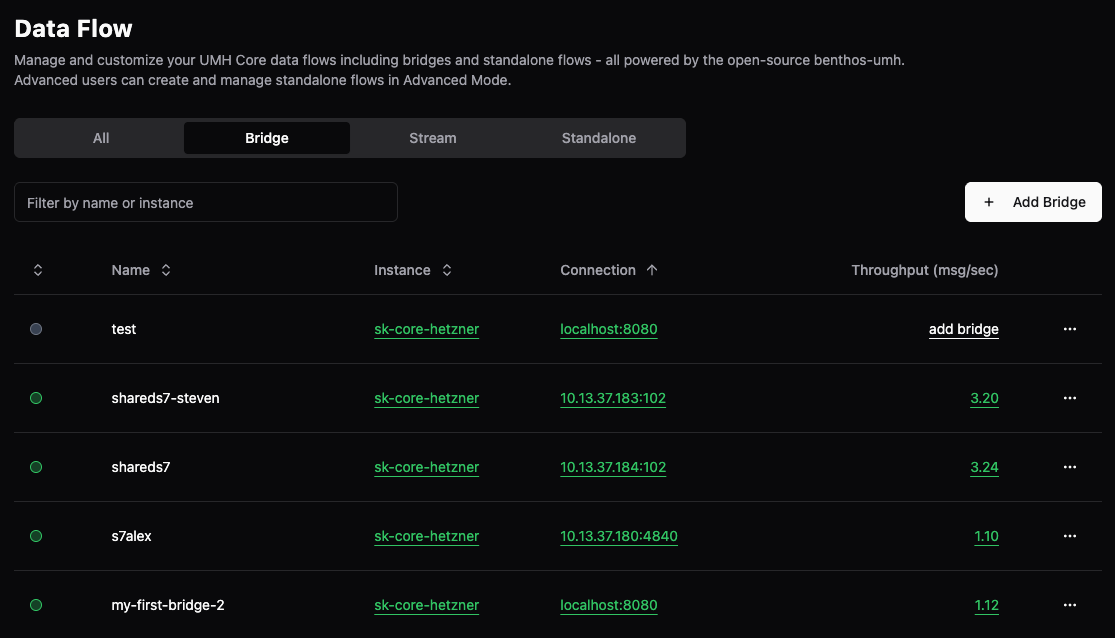 Data Flow
Manage and customize your UMH Core data flows including bridges and standalone flows - all powered by the open-source benthos-umh.
Advanced users can create and manage standalone flows in Advanced Mode.
All Bridge Stream Standalone
Filter by name or instance + Add Bridge
Name Instance Connection Throughput (msg/sec)
test sk-core-hetzner localhost:8080 add bridge ...
shareds7-steven sk-core-hetzner 10.13.37.183:102 3.20 ...
shareds7 sk-core-hetzner 10.13.37.184:102 3.24 ...
s7alex sk-core-hetzner 10.13.37.180:4840 1.10 ...
my-first-bridge-2 sk-core-hetzner localhost:8080 1.12 ...